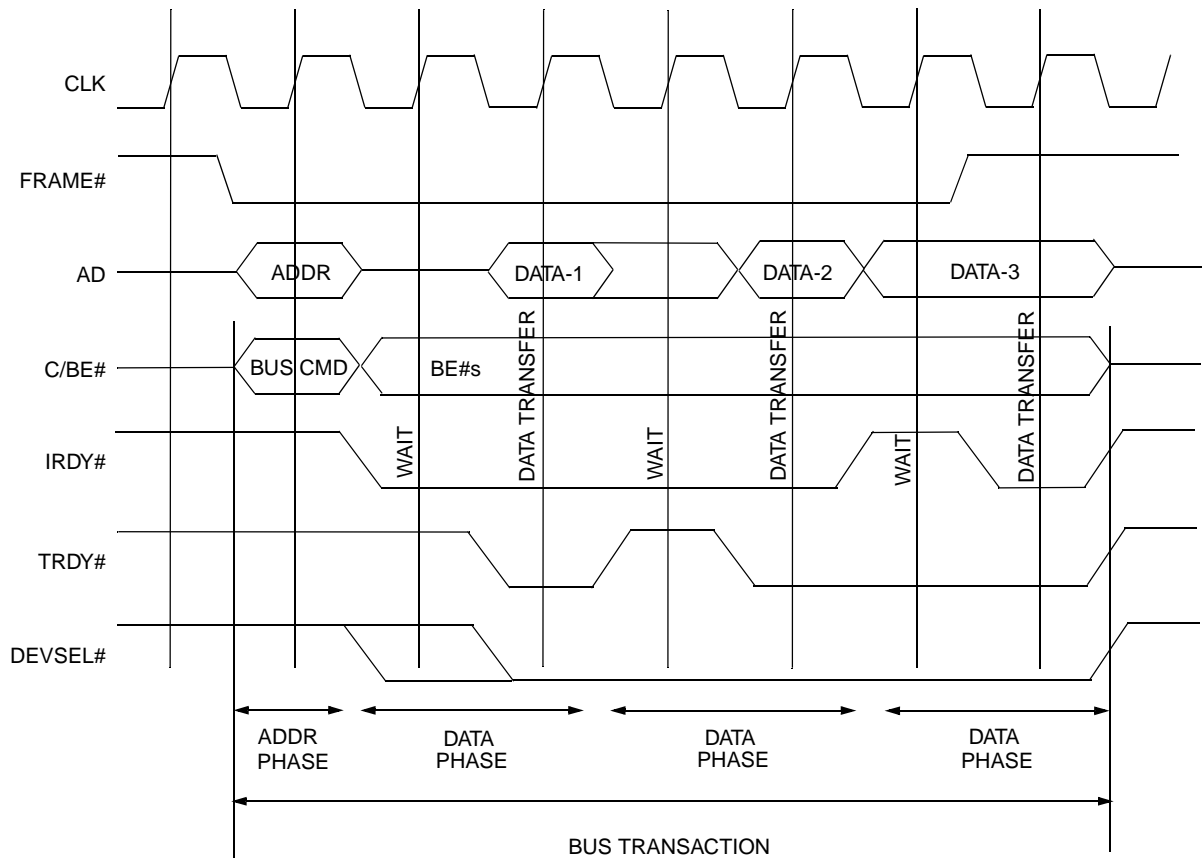 CLK
FRAME#
AD
ADDR
DATA-1
DATA-2
DATA-3
C/BE#
BUS CMD
BE#s
DATA TRANSFER
DATA TRANSFER
DATA TRANSFER
IRDY#
WAIT
WAIT
WAIT
TRDY#
DEVSEL#
ADDR
PHASE
DATA
PHASE
DATA
PHASE
DATA
PHASE
BUS TRANSACTION